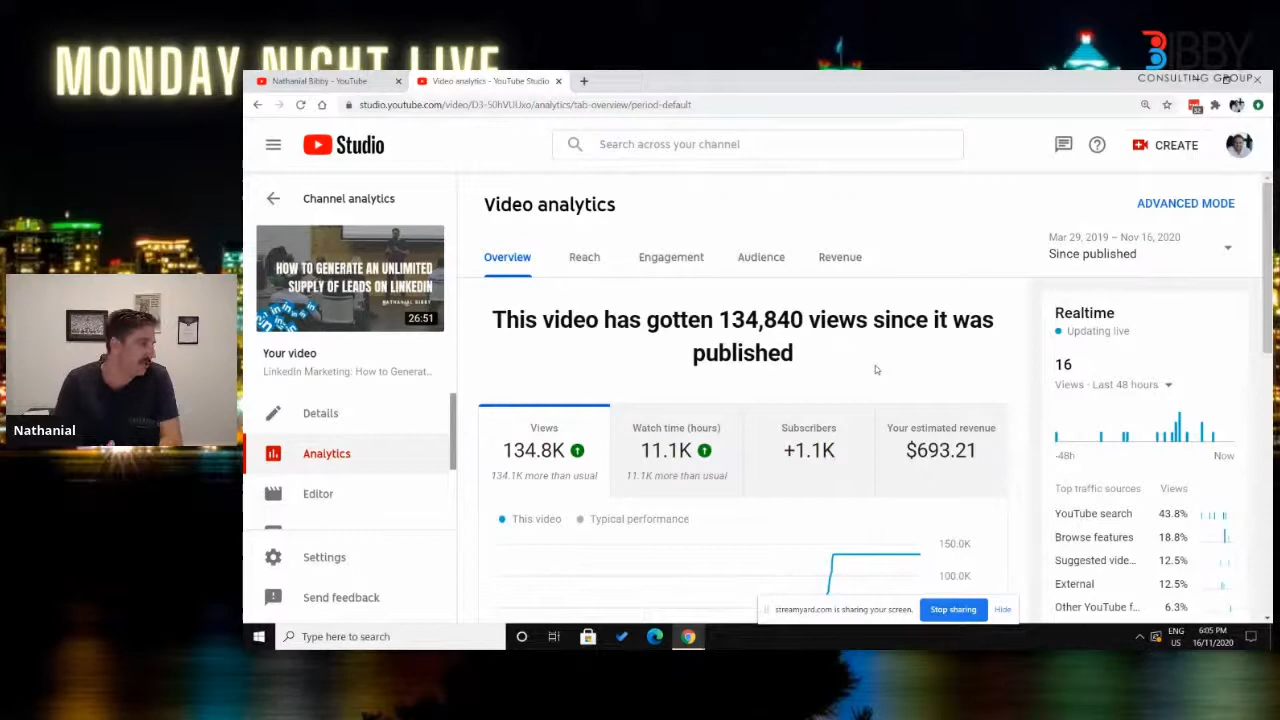 MONDAY NIGHT LIVE
BIBBY
CONSULTING GROUP
Nathanial Bibby - YouTube
Video analytics - YouTube Studio
studio.youtube.com/video/D3-50hVUUxo/analytics/tab-overview/period-default
Studio
Search across your channel
CREATE
Channel analytics
HOW TO GENERATE AN UNLIMITED
SUPPLY OF LEADS ON LINKEDIN
NATHANIAL BIBBY
26:51
Your video
LinkedIn Marketing: How to Generat...
Details
Analytics
Editor
Settings
Send feedback
Video analytics
ADVANCED MODE
Mar 29, 2019 – Nov 16, 2020
Since published
Overview Reach Engagement Audience Revenue
This video has gotten 134,840 views since it was
published
Views
134.8K
134.1K more than usual
Watch time (hours)
11.1K
11.1K more than usual
Subscribers
+1.1K
Your estimated revenue
$693.21
This video
Typical performance
150.0K
100.0K
Realtime
Updating live
16
Views · Last 48 hours
-48h Now
Top traffic sources Views
YouTube search 43.8%
Browse features 18.8%
Suggested vide... 12.5%
External 12.5%
Other YouTube f... 6.3%
streamyard.com is sharing your screen.
Stop sharing
Hide
Nathanial
Type here to search
ENG
US
6:05 PM
16/11/2020